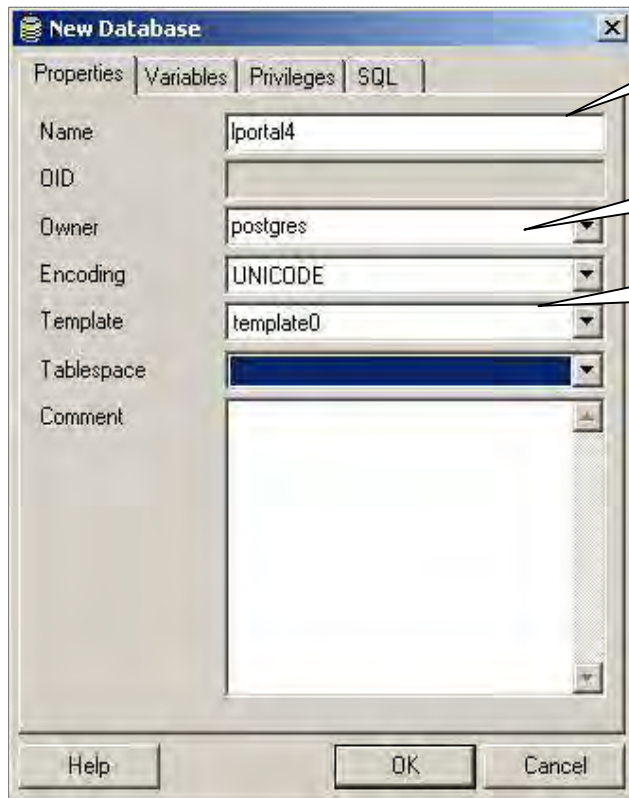 New Database
Properties Variables Privileges SQL
Name lportal4
OID
Owner postgres
Encoding UNICODE
Template template0
Tablespace
Comment
Help OK Cancel